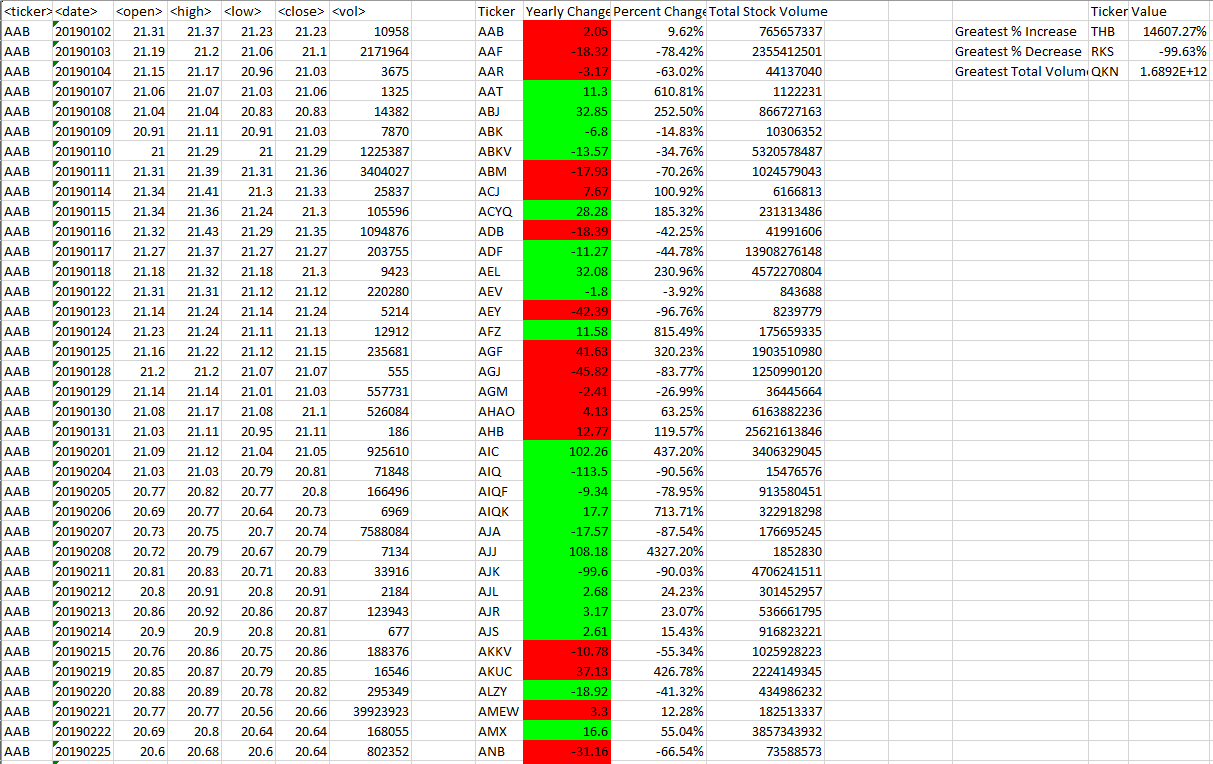 <ticker> <date> <open> <high> <low> <close> <vol> Ticker Yearly Change Percent Change Total Stock Volume Ticker Value
AAB 20190102 21.31 21.37 21.23 21.23 10958 AAB 2.05 9.62% 765657337 Greatest % Increase THB 14607.27%
AAB 20190103 21.19 21.2 21.06 21.1 2171964 AAF -18.32 -78.42% 2355412501 Greatest % Decrease RKS -99.63%
AAB 20190104 21.15 21.17 20.96 21.03 3675 AAR -3.17 -63.02% 44137040 Greatest Total Volume QKN 1.6892E+12
AAB 20190107 21.06 21.07 21.03 21.06 1325 AAT 11.3 610.81% 1122231
AAB 20190108 21.04 21.04 20.83 20.83 14382 ABJ 32.85 252.50% 866727163
AAB 20190109 20.91 21.11 20.91 21.03 7870 ABK -6.8 -14.83% 10306352
AAB 20190110 21 21.29 21 21.29 1225387 ABKV -13.57 -34.76% 5320578487
AAB 20190111 21.31 21.39 21.31 21.36 3404027 ABM -17.93 -70.26% 1024579043
AAB 20190114 21.34 21.41 21.3 21.33 25837 ACJ 7.67 100.92% 6166813
AAB 20190115 21.34 21.36 21.24 21.3 105596 ACYQ 28.28 185.32% 231313486
AAB 20190116 21.32 21.43 21.29 21.35 1094876 ADB -18.39 -42.25% 41991606
AAB 20190117 21.27 21.37 21.27 21.27 203755 ADF -11.27 -44.78% 13908276148
AAB 20190118 21.18 21.32 21.18 21.3 9423 AEL 32.08 230.96% 4572270804
AAB 20190122 21.31 21.31 21.12 21.12 220280 AEV -1.8 -3.92% 843688
AAB 20190123 21.14 21.24 21.14 21.24 5214 AEY -42.39 -96.76% 8239779
AAB 20190124 21.23 21.24 21.11 21.13 12912 AFZ 11.58 815.49% 175659335
AAB 20190125 21.16 21.22 21.12 21.15 235681 AGF 41.63 320.23% 1903510980
AAB 20190128 21.2 21.2 21.07 21.07 555 AGJ -45.82 -83.77% 1250990120
AAB 20190129 21.14 21.14 21.01 21.03 557731 AGM -2.41 -26.99% 36445664
AAB 20190130 21.08 21.17 21.08 21.1 526084 AHAO 4.13 63.25% 6163882236
AAB 20190131 21.03 21.11 20.95 21.11 186 AHB 12.77 119.57% 25621613846
AAB 20190201 21.09 21.12 21.04 21.05 925610 AIC 102.26 437.20% 3406329045
AAB 20190204 21.03 21.03 20.79 20.81 71848 AIQ -113.5 -90.56% 15476576
AAB 20190205 20.77 20.82 20.77 20.8 166496 AIQF -9.34 -78.95% 913580451
AAB 20190206 20.69 20.77 20.64 20.73 6969 AIQK 17.7 713.71% 322918298
AAB 20190207 20.73 20.75 20.7 20.74 7588084 AJA -17.57 -87.54% 176695245
AAB 20190208 20.72 20.79 20.67 20.79 7134 AJJ 108.18 4327.20% 1852830
AAB 20190211 20.81 20.83 20.71 20.83 33916 AJK -99.6 -90.03% 4706241511
AAB 20190212 20.8 20.91 20.8 20.91 2184 AJL 2.68 24.23% 301452957
AAB 20190213 20.86 20.92 20.86 20.87 123943 AJR 3.17 23.07% 536661795
AAB 20190214 20.9 20.9 20.8 20.81 677 AJS 2.61 15.43% 916823221
AAB 20190215 20.76 20.86 20.75 20.86 188376 AKKV -10.78 -55.34% 1025928223
AAB 20190219 20.85 20.87 20.79 20.85 16546 AKUC 37.13 426.78% 2224149345
AAB 20190220 20.88 20.89 20.78 20.82 295349 ALZY -18.92 -41.32% 434986232
AAB 20190221 20.77 20.77 20.56 20.66 39923923 AMEW 3.3 12.28% 182513337
AAB 20190222 20.69 20.8 20.64 20.64 168055 AMX 16.6 55.04% 3857343932
AAB 20190225 20.6 20.68 20.6 20.64 802352 ANB -31.16 -66.54% 73588573